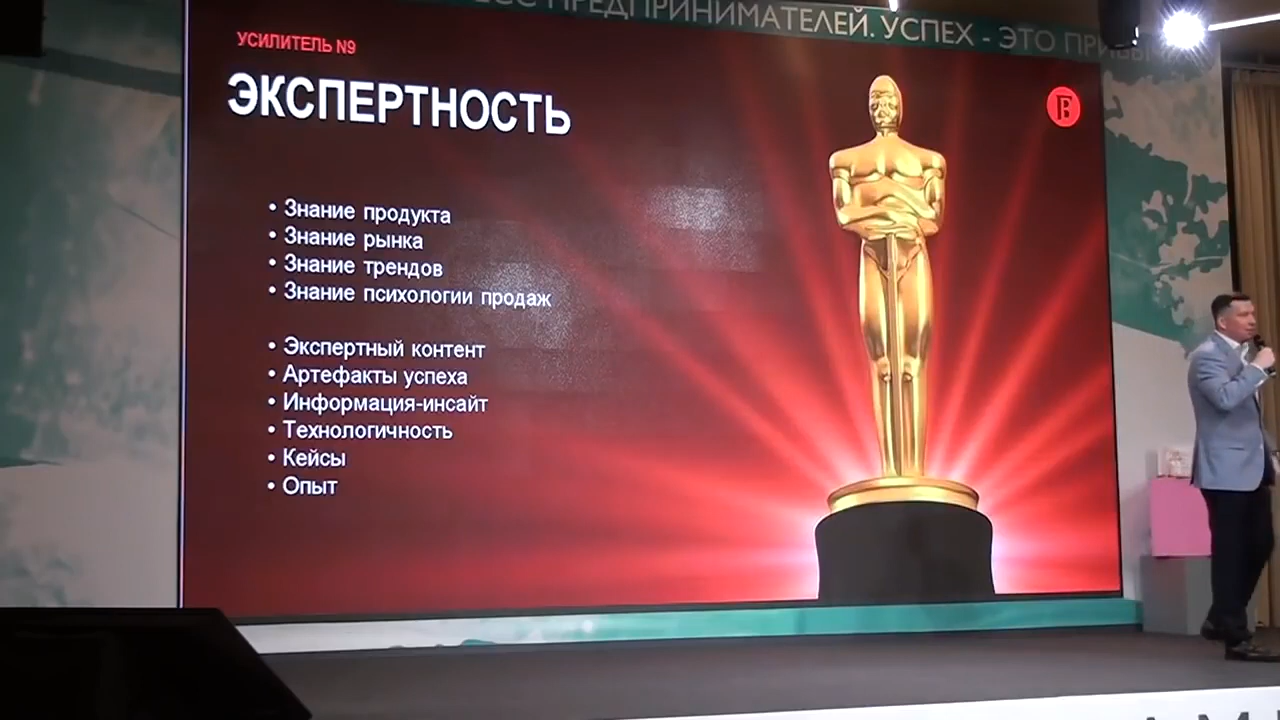 ПРЕДПРИНИМАТЕЛЕЙ. УСПЕХ - ЭТО
УСИЛИТЕЛЬ №9
ЭКСПЕРТНОСТЬ
• Знание продукта
• Знание рынка
• Знание трендов
• Знание психологии продаж
• Экспертный контент
• Артефакты успеха
• Информация-инсайт
• Технологичность
• Кейсы
• Опыт